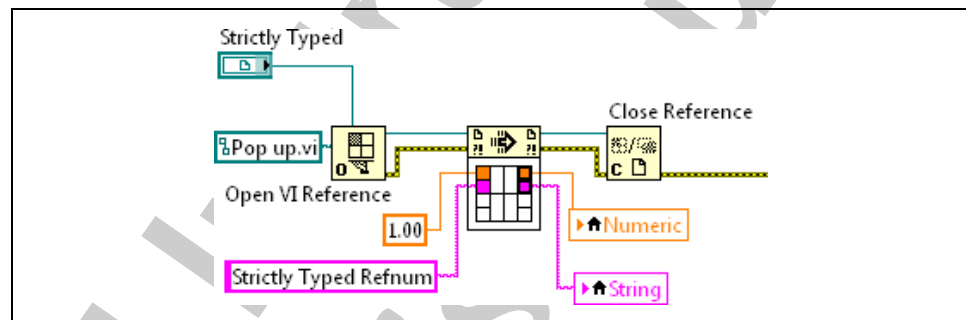 Strictly Typed
Close Reference
Pop up.vi
O
C
Open VI Reference
1.00
Numeric
Strictly Typed Refnum
String